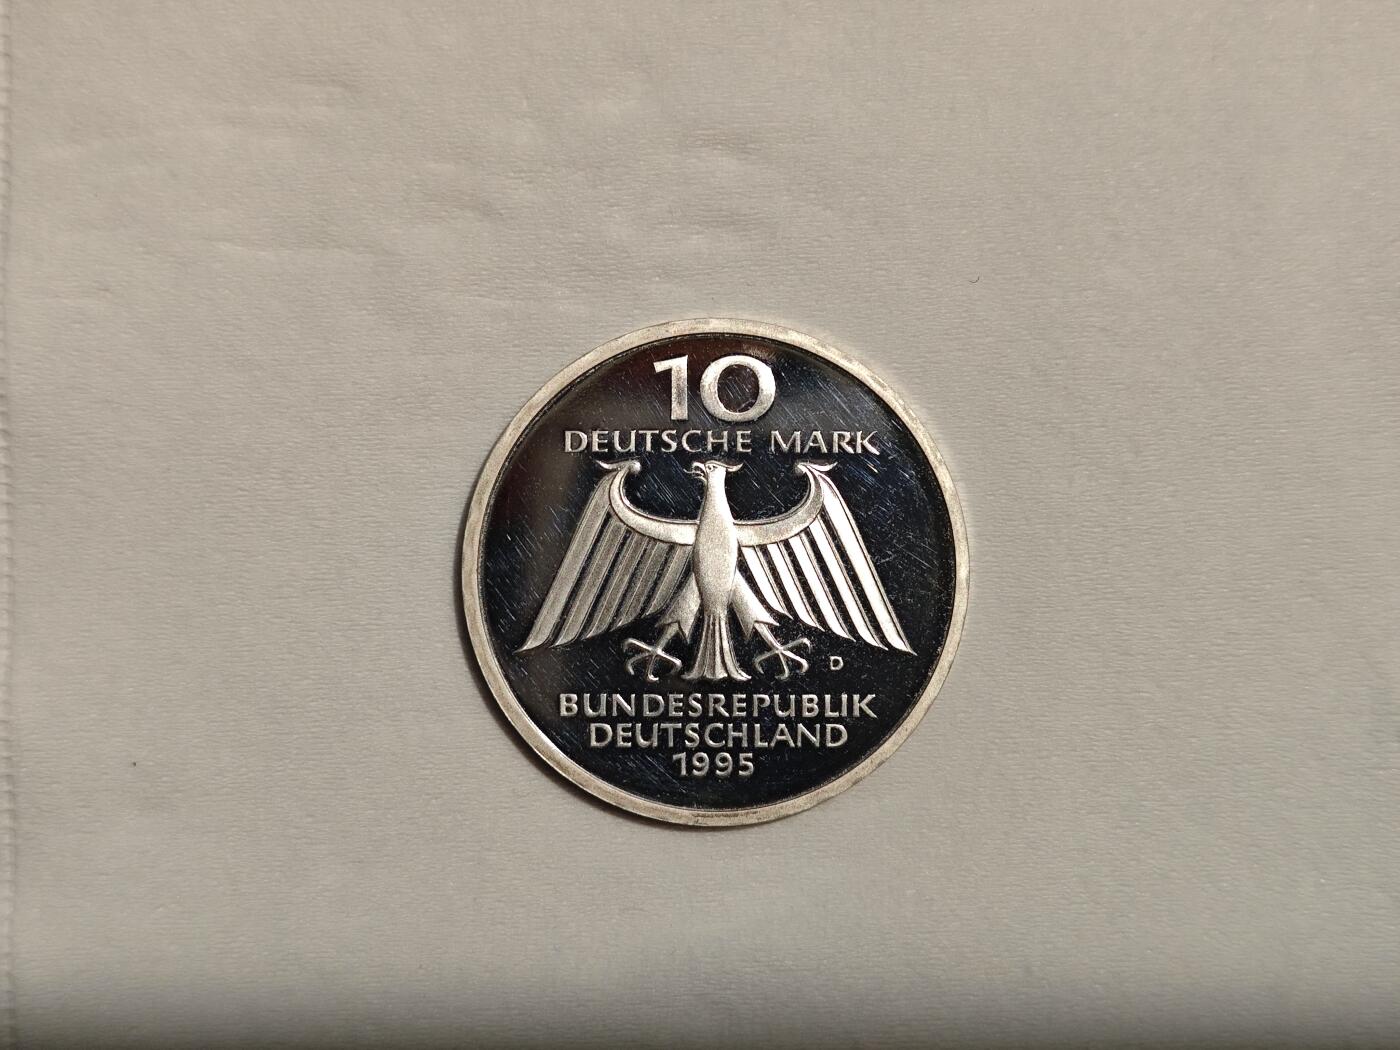 10
DEUTSCHE MARK
D
BUNDESREPUBLIK
DEUTSCHLAND
1995